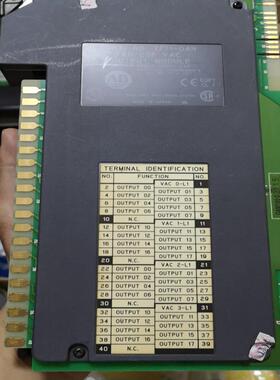 AB
TERMINAL IDENTIFICATION
NO. FUNCTION NO.
VAC 0-L1 1
2 OUTPUT 00 OUTPUT 01 3
4 OUTPUT 02 OUTPUT 03 5
6 OUTPUT 04 OUTPUT 05 7
8 OUTPUT 06 OUTPUT 07 9
10 N.C. VAC 1-L1 11
12 OUTPUT 10 OUTPUT 11 13
14 OUTPUT 12 OUTPUT 13 15
16 OUTPUT 14 OUTPUT 15 17
18 OUTPUT 16 OUTPUT 17 19
20 N.C. VAC 2-L1 21
22 OUTPUT 00 OUTPUT 01 23
24 OUTPUT 02 OUTPUT 03 25
26 OUTPUT 04 OUTPUT 05 27
28 OUTPUT 06 OUTPUT 07 29
30 N.C. VAC 3-L1 31
32 OUTPUT 10 OUTPUT 11 33
34 OUTPUT 12 OUTPUT 13 35
36 OUTPUT 14 OUTPUT 15 37
38 OUTPUT 16 OUTPUT 17 39
40 N.C.